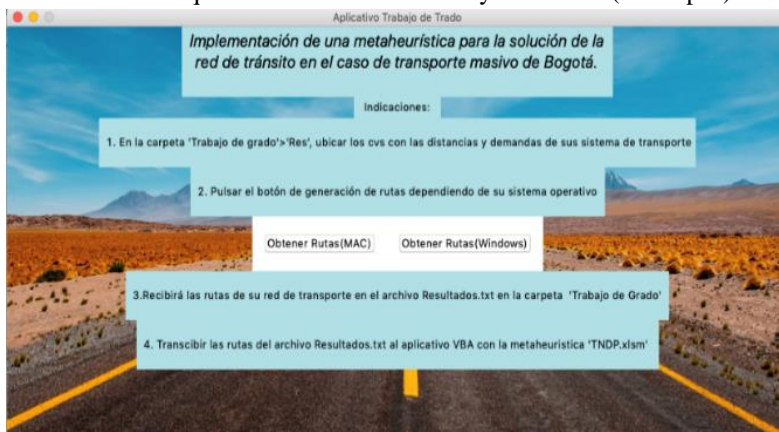 Aplicativo Trabajo de Trado
Implementación de una metaheurística para la solución de la
red de tránsito en el caso de transporte masivo de Bogotá.
Indicaciones:
1. En la carpeta 'Trabajo de grado'>'Res', ubicar los cvs con las distancias y demandas de sus sistema de transporte
2. Pulsar el botón de generación de rutas dependiendo de su sistema operativo
Obtener Rutas(MAC) Obtener Rutas(Windows)
3.Recibirá las rutas de su red de transporte en el archivo Resultados.txt en la carpeta 'Trabajo de Grado'
4. Transcibir las rutas del archivo Resultados.txt al aplicativo VBA con la metaheurística 'TNDP.xlsm'